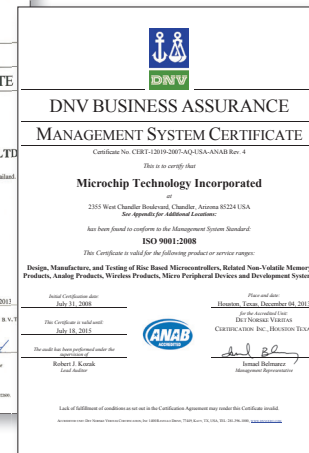 TE
LTD
ailand.
2013
B.V. T
DNV
DNV BUSINESS ASSURANCE
MANAGEMENT SYSTEM CERTIFICATE
Certificate No. CERT-12019-2007-AQ-USA-ANAB Rev. 4
This is to certify that
Microchip Technology Incorporated
at
2355 West Chandler Boulevard, Chandler, Arizona 85224 USA
See Appendix for Additional Locations:
has been found to conform to the Management System Standard:
ISO 9001:2008
This Certificate is valid for the following product or service ranges:
Design, Manufacture, and Testing of Risc Based Microcontrollers, Related Non-Volatile Memory
Products, Analog Products, Wireless Products, Micro Peripheral Devices and Development System
Initial Certification date:
July 31, 2008
Place and date:
Houston, Texas, December 04, 2013
This Certificate is valid until:
July 18, 2015
for the Accredited Unit:
DET NORSKE VERITAS
CERTIFICATION INC., HOUSTON TEXA
ANAB
ACCREDITED
The audit has been performed under the
supervision of
Robert J. Kozak
Lead Auditor
Ismael Belmarez
Management Representative
Lack of fulfillment of conditions as set out in the Certification Agreement may render this Certificate invalid.